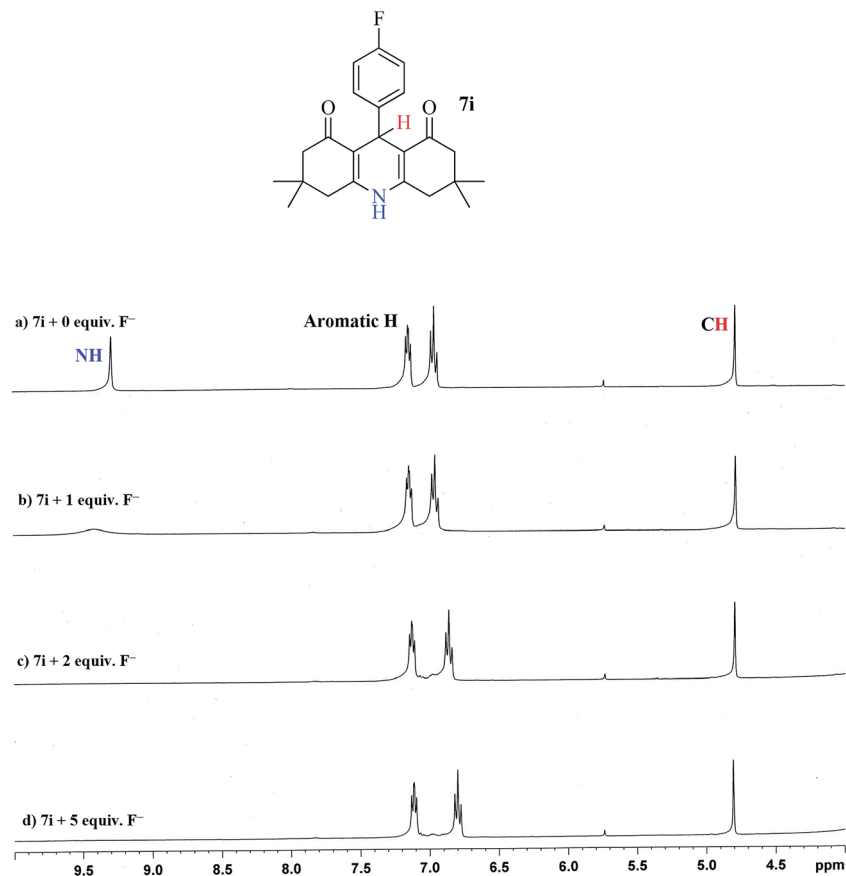 F
O
O
7i
H
N
H
a) 7i + 0 equiv. F⁻
Aromatic H
CH
NH
b) 7i + 1 equiv. F⁻
c) 7i + 2 equiv. F⁻
d) 7i + 5 equiv. F⁻
9.5 9.0 8.5 8.0 7.5 7.0 6.5 6.0 5.5 5.0 4.5 ppm